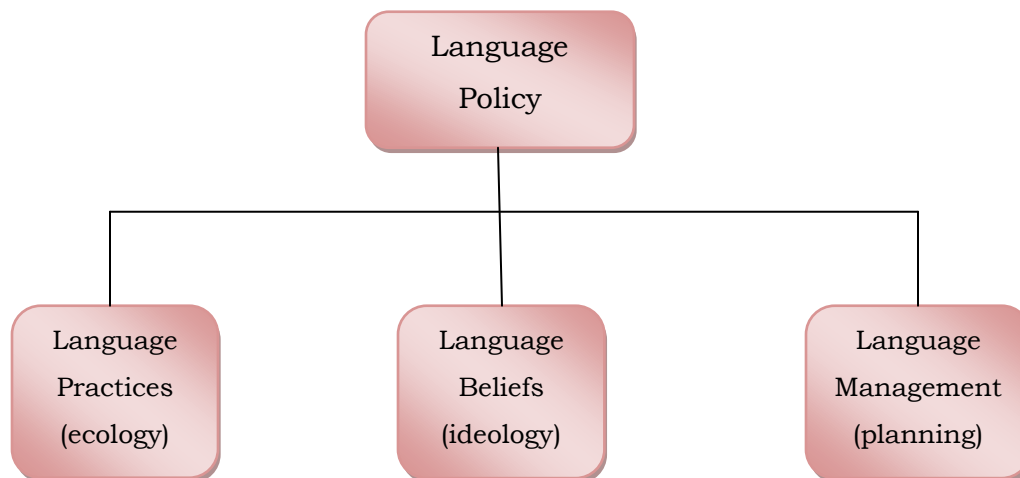 Language
Policy
Language
Practices
(ecology)
Language
Beliefs
(ideology)
Language
Management
(planning)